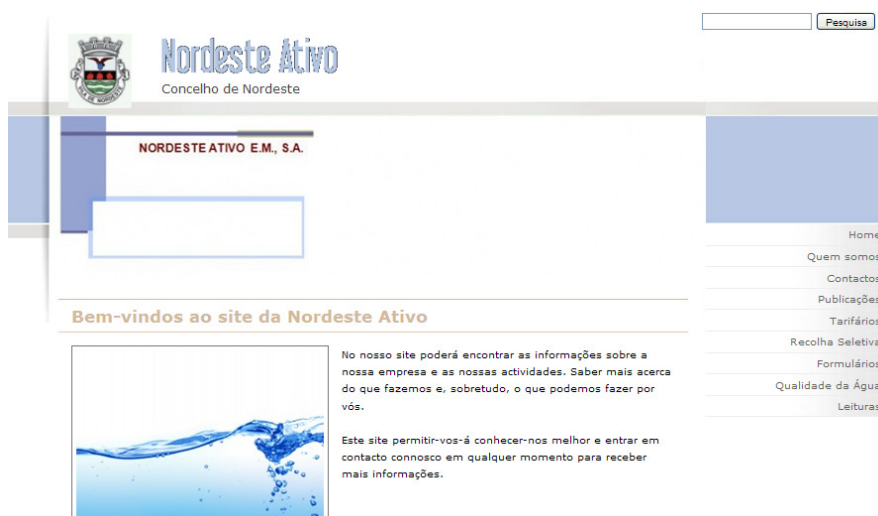 Pesquisa
Nordeste Ativo
Concelho de Nordeste
NORDESTE ATIVO E.M., S.A.
Home
Quem somos
Contactos
Publicações
Tarifários
Recolha Seletiva
Formulários
Qualidade da Água
Leituras
Bem-vindos ao site da Nordeste Ativo
No nosso site poderá encontrar as informações sobre a
nossa empresa e as nossas actividades. Saber mais acerca
do que fazemos e, sobretudo, o que podemos fazer por
vós.
Este site permitir-vos-á conhecer-nos melhor e entrar em
contacto connosco em qualquer momento para receber
mais informações.